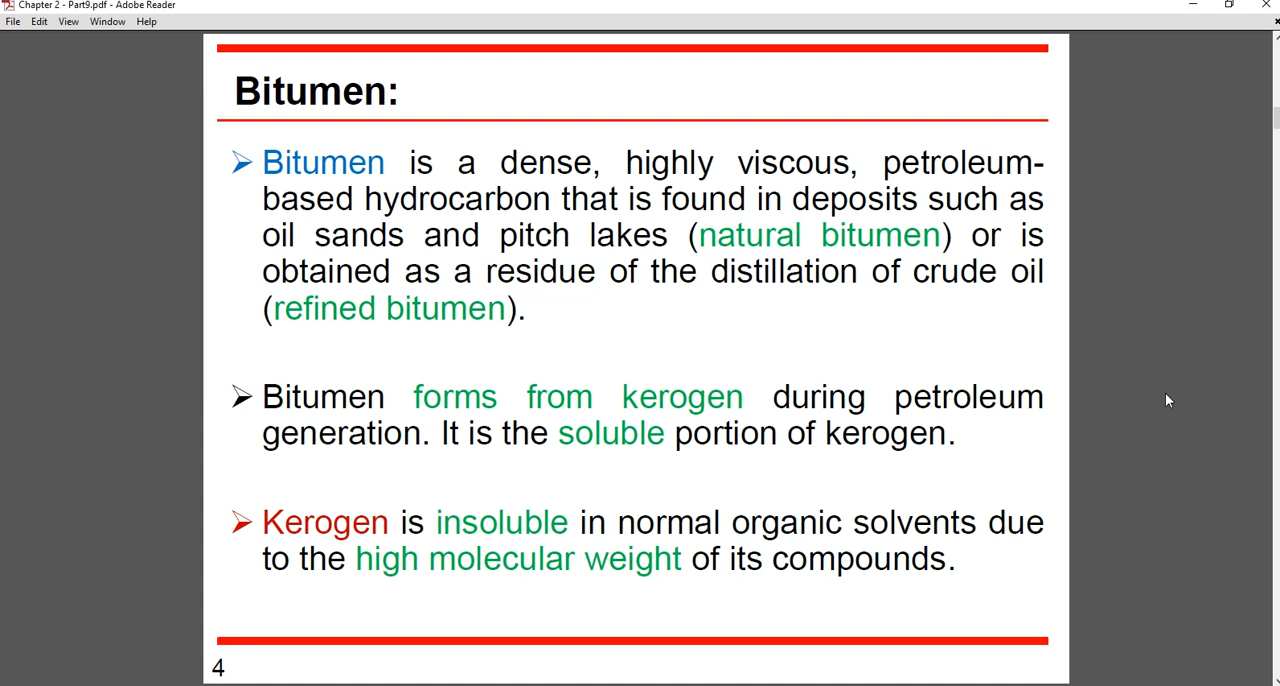 Chapter 2 - Part9.pdf - Adobe Reader
File Edit View Window Help
Bitumen:
Bitumen is a dense, highly viscous, petroleum-
based hydrocarbon that is found in deposits such as
oil sands and pitch lakes (natural bitumen) or is
obtained as a residue of the distillation of crude oil
(refined bitumen).
Bitumen forms from kerogen during petroleum
generation. It is the soluble portion of kerogen.
Kerogen is insoluble in normal organic solvents due
to the high molecular weight of its compounds.
4